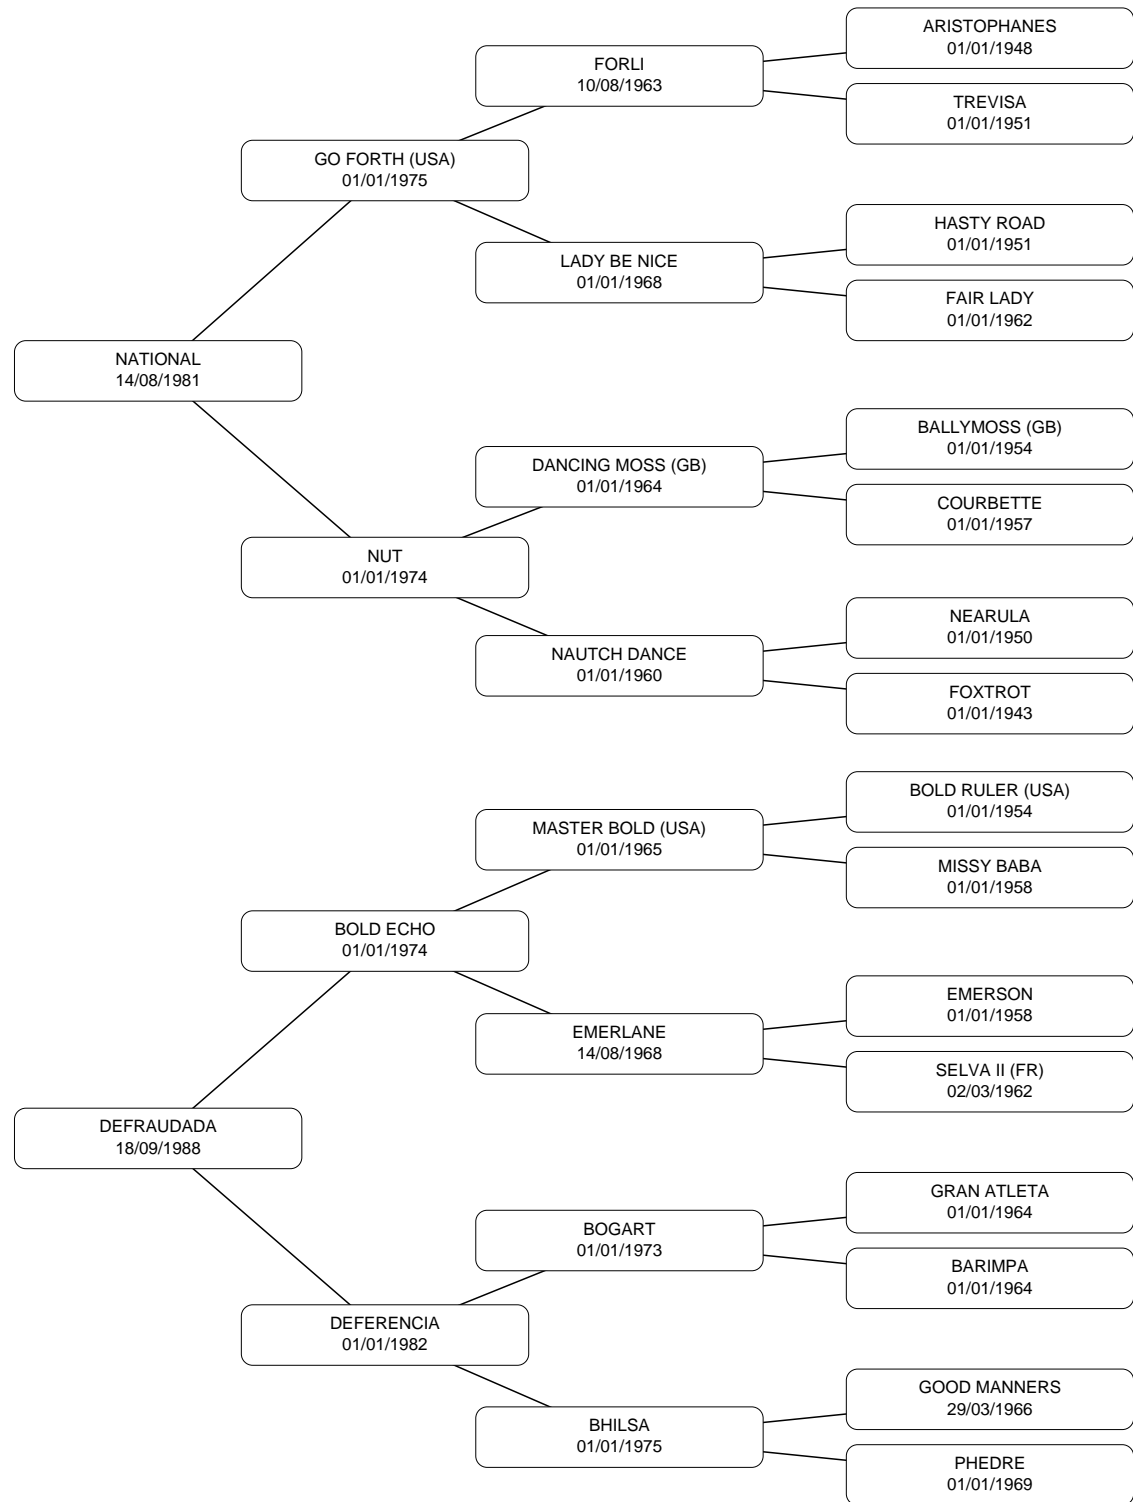 ARISTOPHANES
01/01/1948
FORLI
10/08/1963
TREVISA
01/01/1951
GO FORTH (USA)
01/01/1975
HASTY ROAD
01/01/1951
LADY BE NICE
01/01/1968
FAIR LADY
01/01/1962
NATIONAL
14/08/1981
BALLYMOSS (GB)
01/01/1954
DANCING MOSS (GB)
01/01/1964
COURBETTE
01/01/1957
NUT
01/01/1974
NEARULA
01/01/1950
NAUTCH DANCE
01/01/1960
FOXTROT
01/01/1943
BOLD RULER (USA)
01/01/1954
MASTER BOLD (USA)
01/01/1965
MISSY BABA
01/01/1958
BOLD ECHO
01/01/1974
EMERSON
01/01/1958
EMERLANE
14/08/1968
SELVA II (FR)
02/03/1962
DEFRAUDADA
18/09/1988
GRAN ATLETA
01/01/1964
BOGART
01/01/1973
BARIMPA
01/01/1964
DEFERENCIA
01/01/1982
GOOD MANNERS
29/03/1966
BHILSA
01/01/1975
PHEDRE
01/01/1969